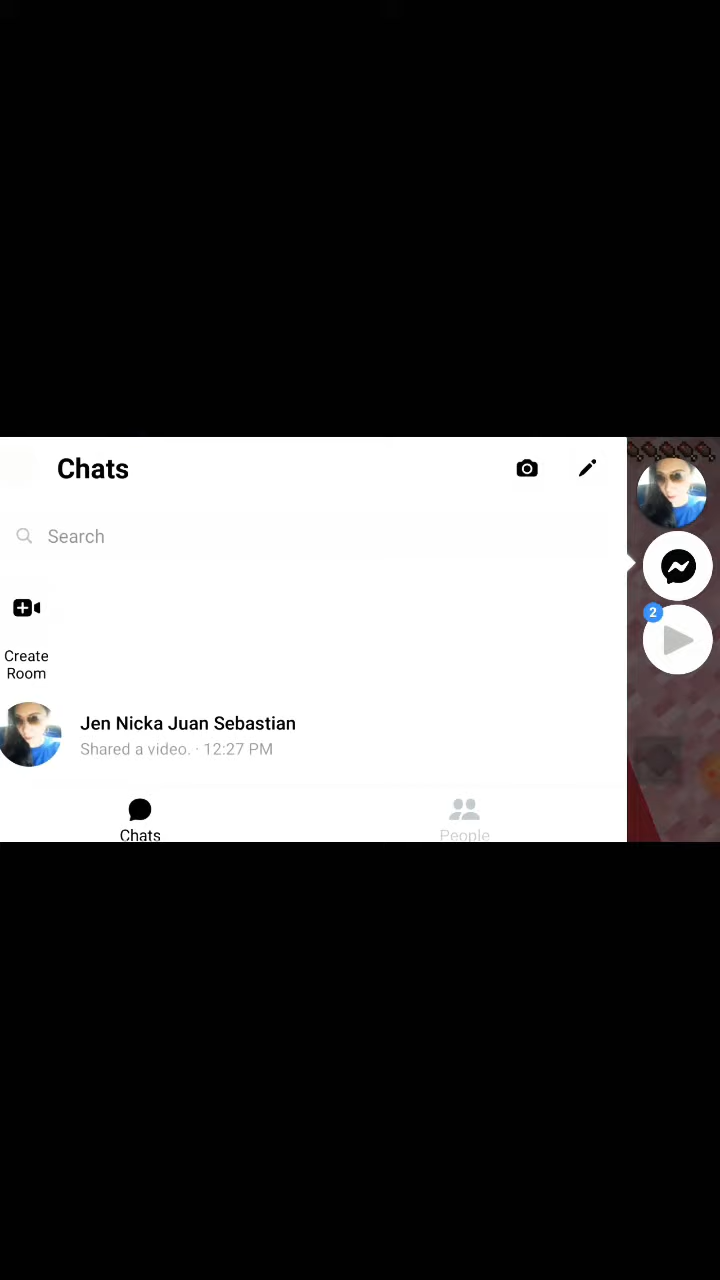 Chats
Search
2
Create
Room
Jen Nicka Juan Sebastian
Shared a video. · 12:27 PM
Chats
People